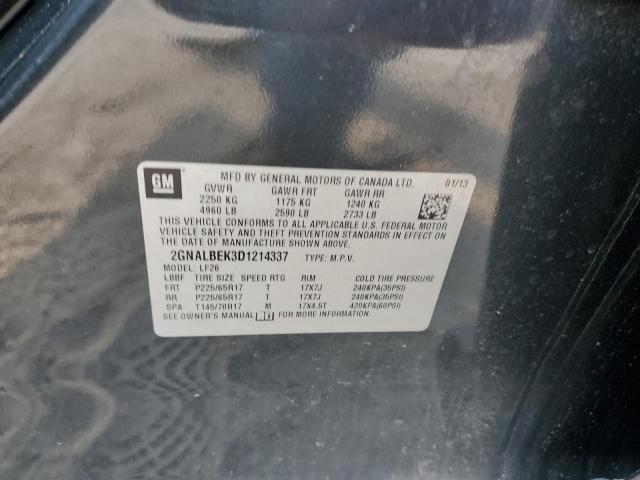 GM
MFD BY GENERAL MOTORS OF CANADA LTD. 01/13
GVWR GAWR FRT GAWR RR
2250 KG 1175 KG 1240 KG
4960 LB 2590 LB 2733 LB
THIS VEHICLE CONFORMS TO ALL APPLICABLE U.S. FEDERAL MOTOR
VEHICLE SAFETY AND THEFT PREVENTION STANDARDS IN EFFECT ON
THE DATE OF MANUFACTURE SHOWN ABOVE.
2GNALBEK3D1214337 TYPE: M.P.V.
MODEL: LF26
LBBF TIRE SIZE SPEED RTG RIM COLD TIRE PRESSURE
FRT P225/65R17 T 17X7J 240KPA(35PSI)
RR P225/65R17 T 17X7J 240KPA(35PSI)
SPA T145/70R17 M 17X4.5T 420KPA(60PSI)
SEE OWNER'S MANUAL FOR MORE INFORMATION.